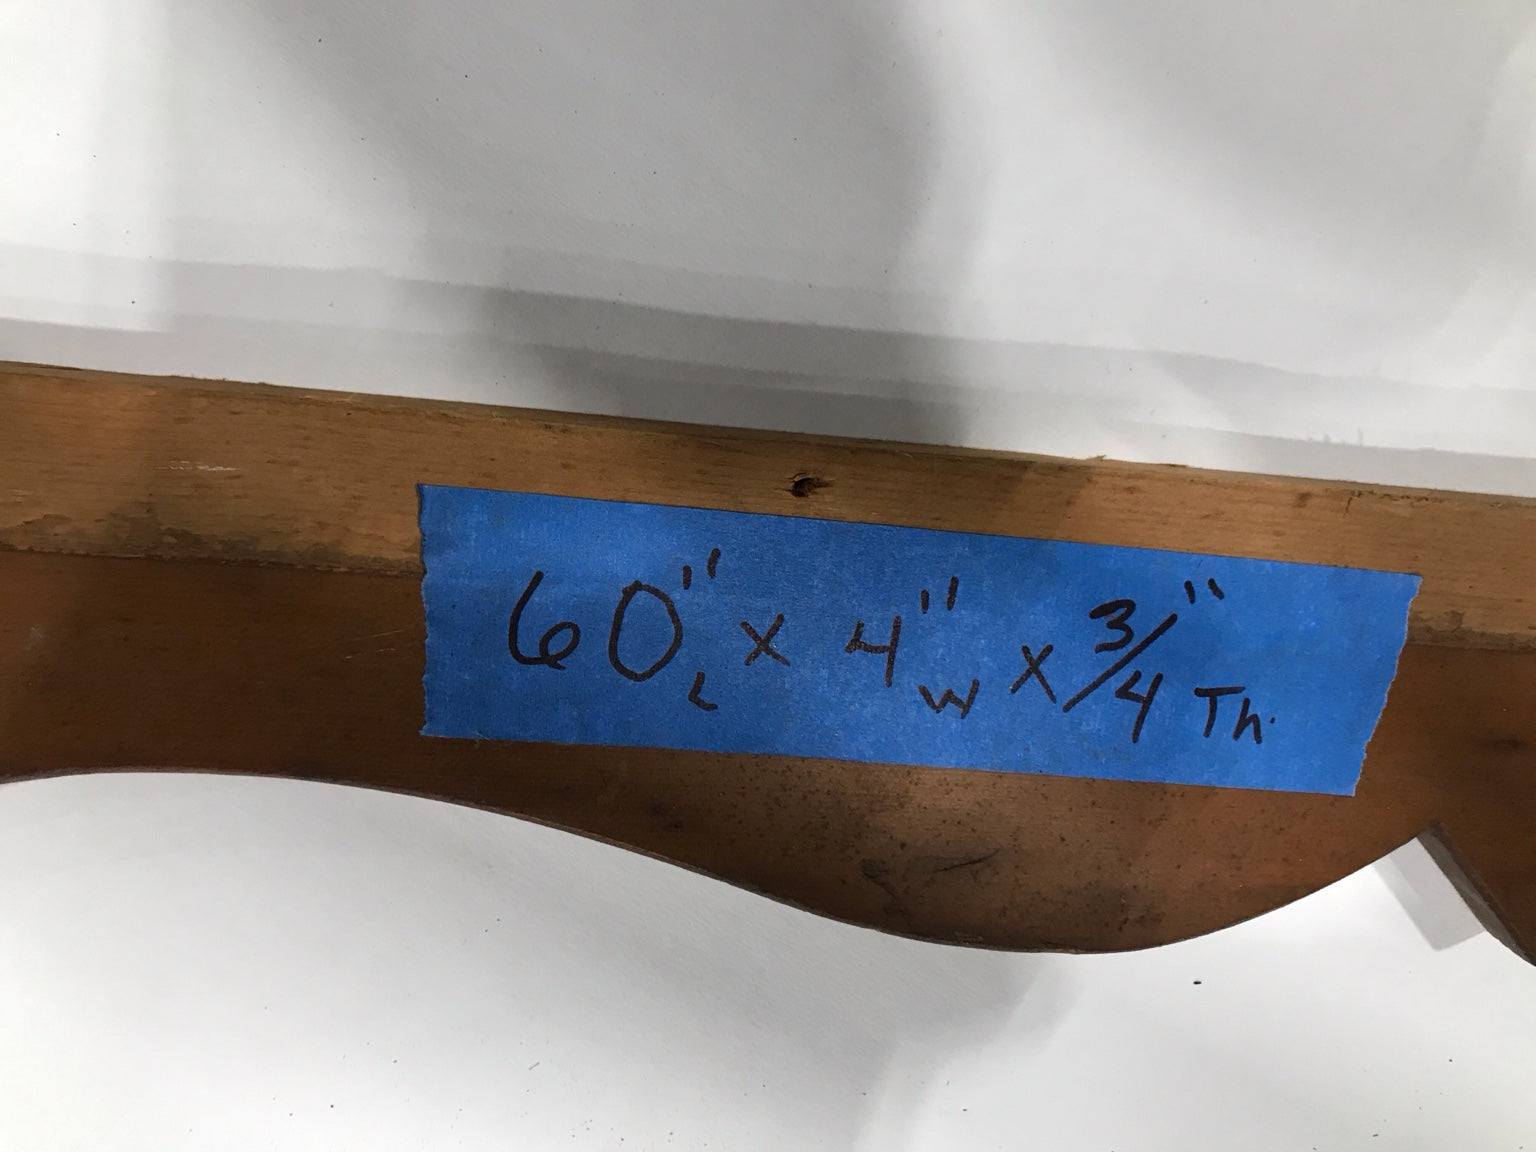 60" L x 4" W x 3/4" Th.